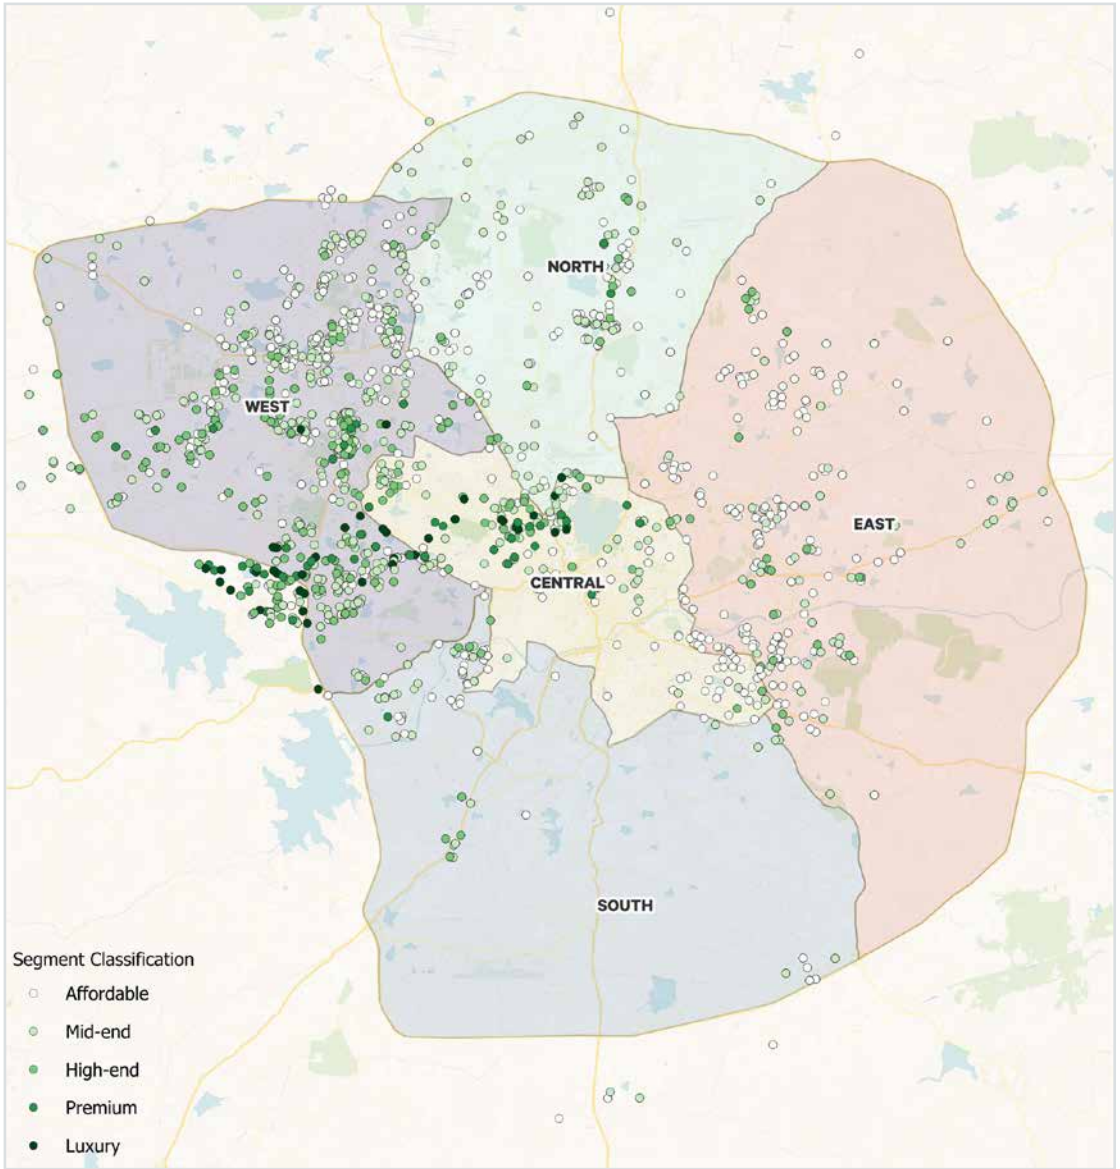 NORTH
WEST
EAST
CENTRAL
SOUTH
Segment Classification
Affordable
Mid-end
High-end
Premium
Luxury